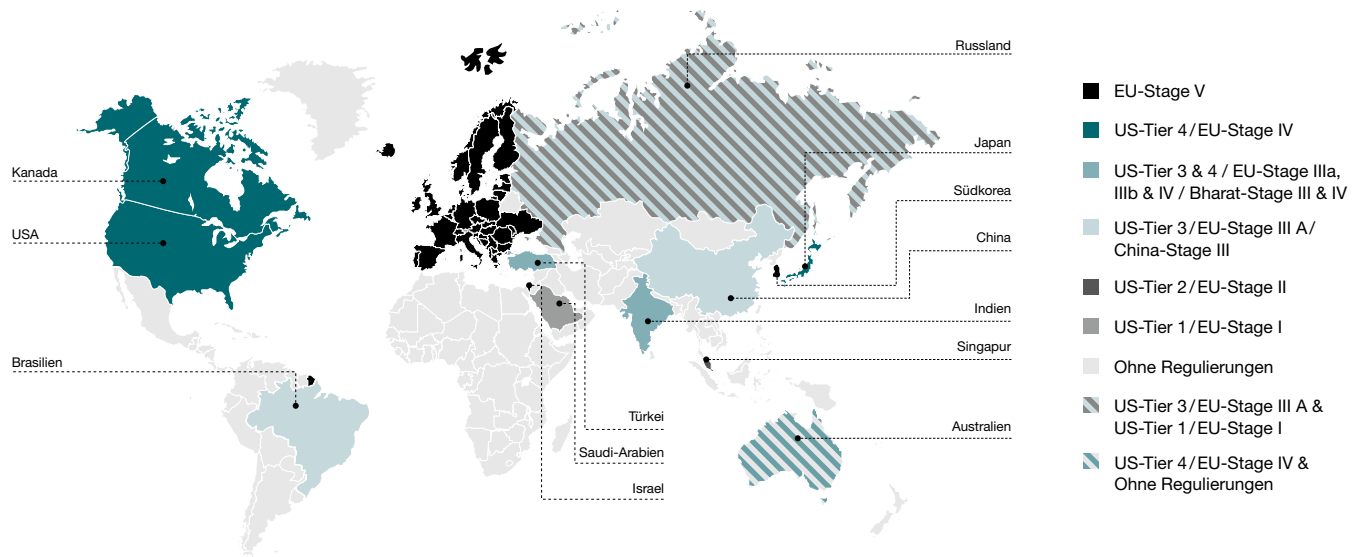 Kanada
USA
Brasilien
Türkei
Saudi-Arabien
Israel
Russland
Japan
Südkorea
China
Indien
Singapur
Australien
EU-Stage V
US-Tier 4/EU-Stage IV
US-Tier 3 & 4 / EU-Stage IIIa,
IIIb & IV / Bharat-Stage III & IV
US-Tier 3/EU-Stage III A/
China-Stage III
US-Tier 2/EU-Stage II
US-Tier 1/EU-Stage I
Ohne Regulierungen
US-Tier 3/EU-Stage III A &
US-Tier 1/EU-Stage I
US-Tier 4/EU-Stage IV &
Ohne Regulierungen